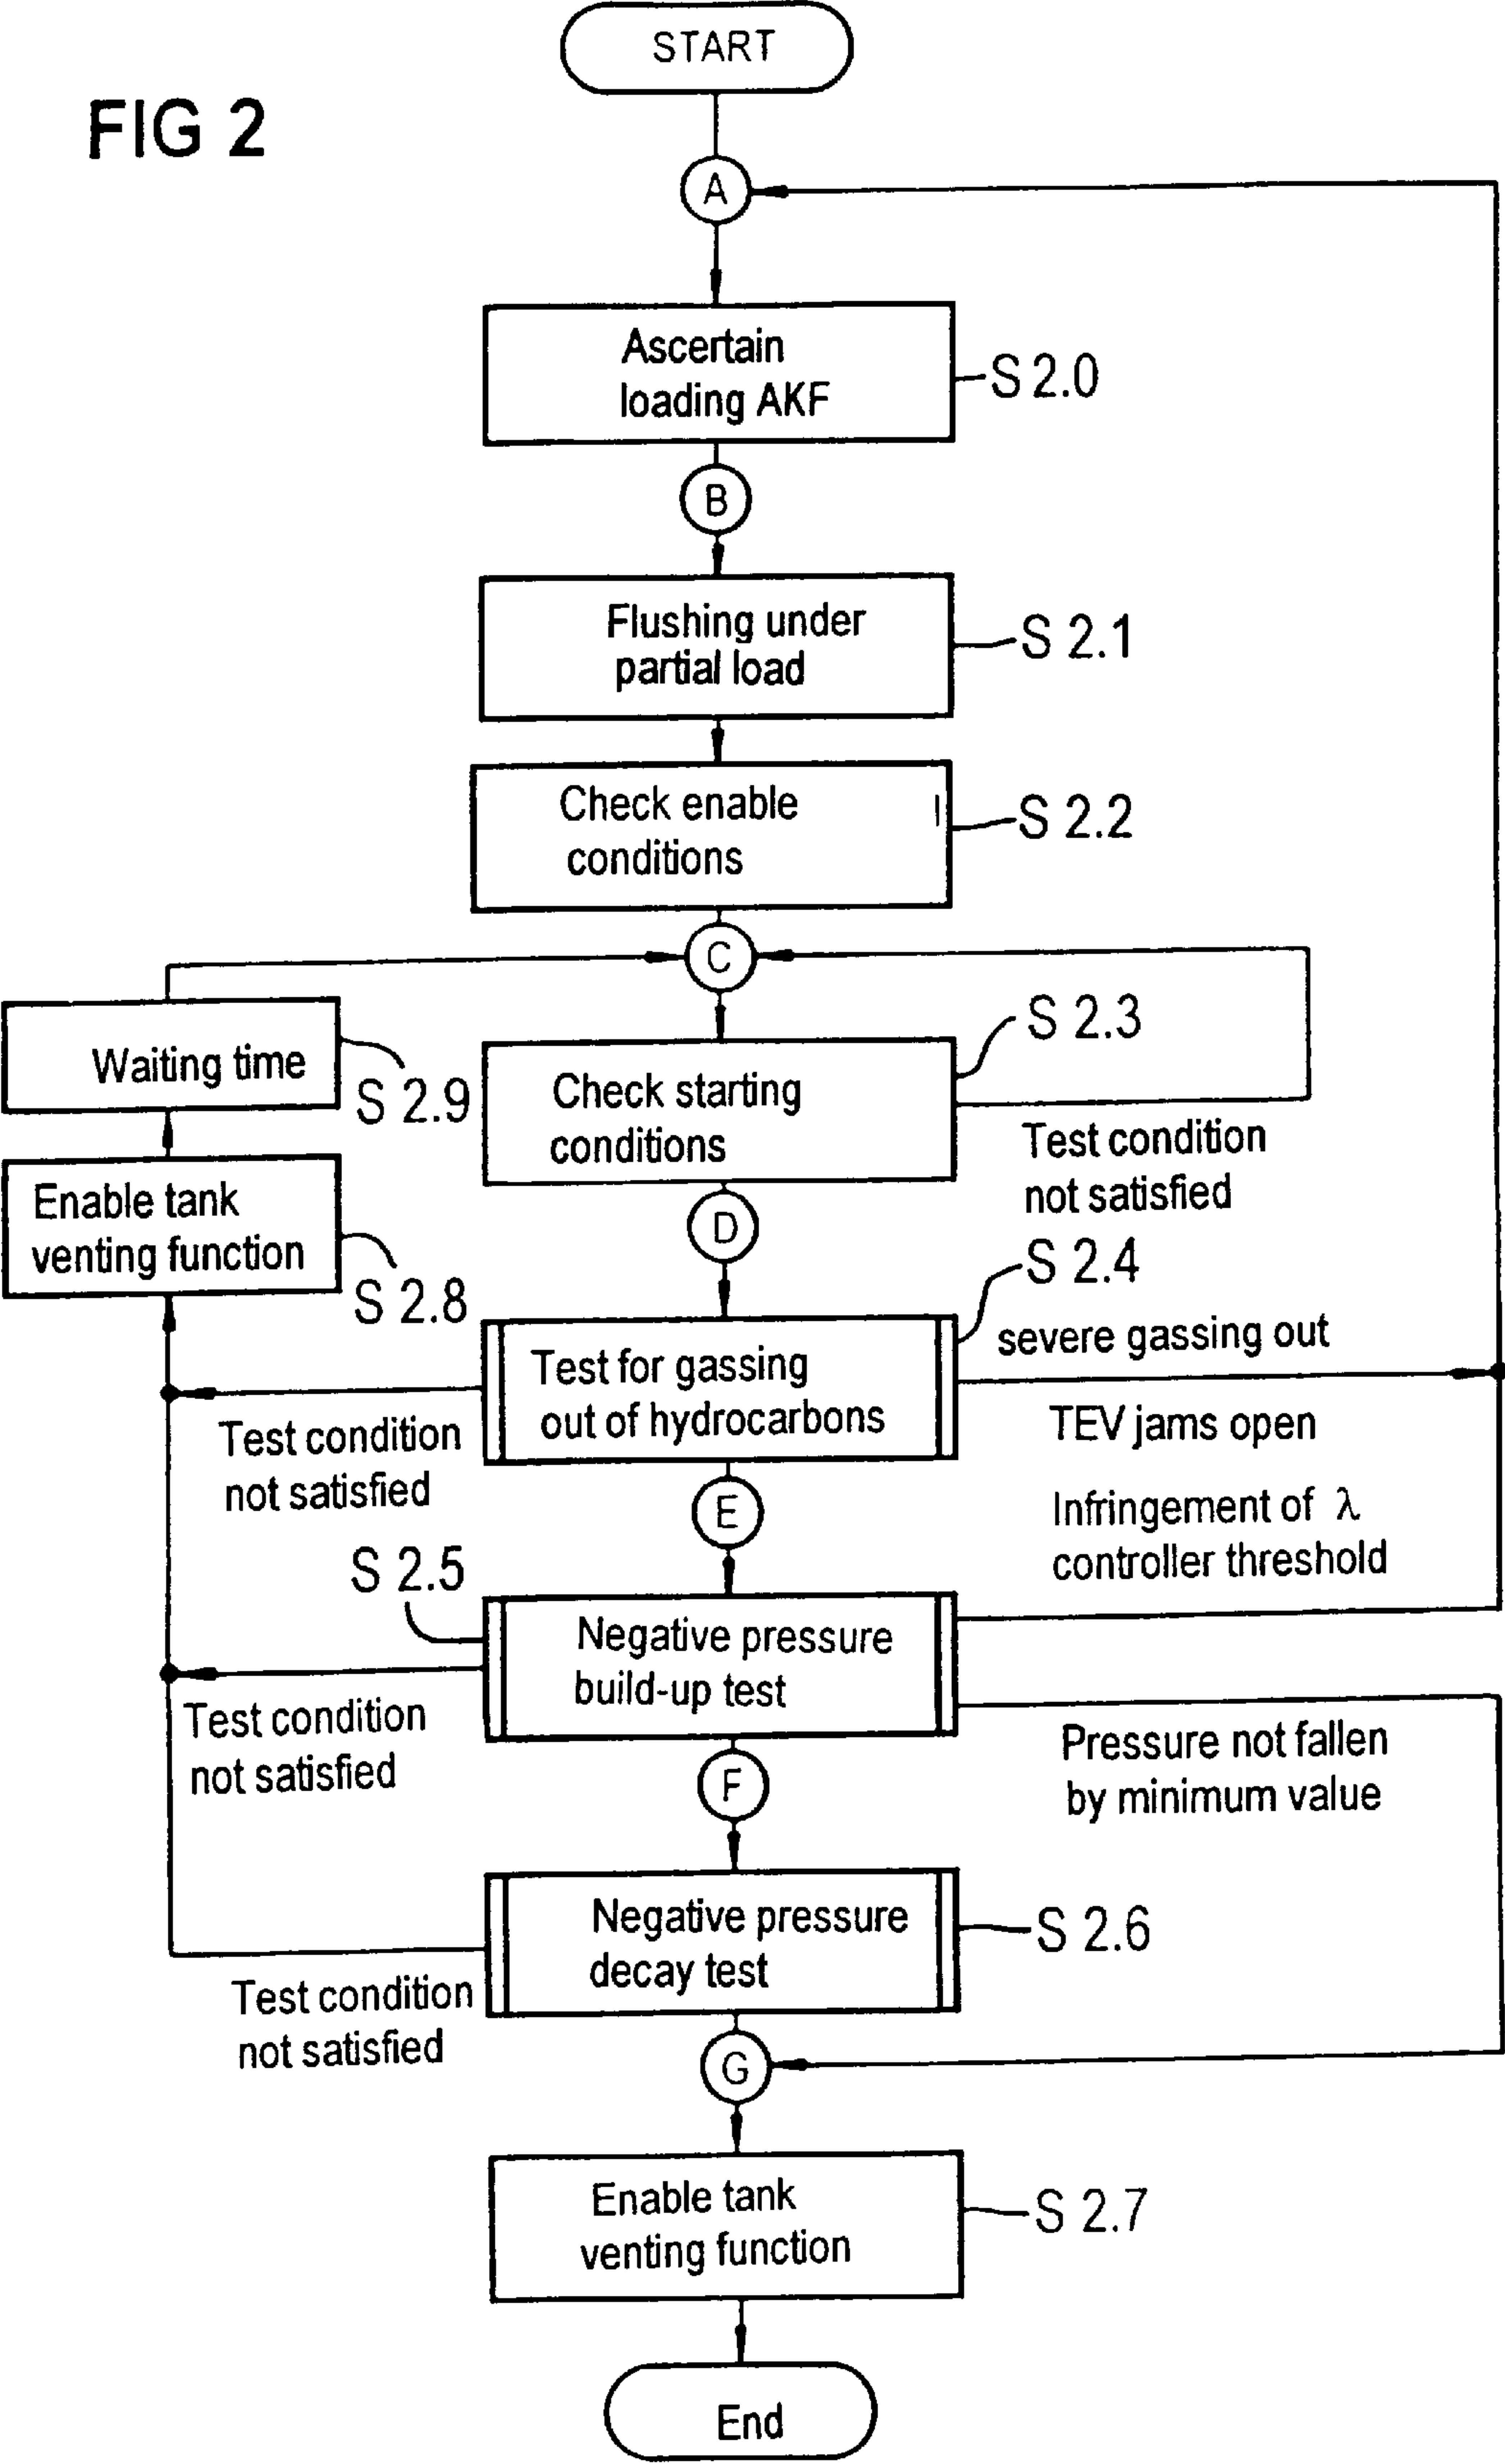 START
FIG 2
A
Ascertain
loading AKF
S 2.0
B
Flushing under
partial load
S 2.1
Check enable
conditions
S 2.2
C
Waiting time
S 2.9
Check starting
conditions
S 2.3
Test condition
not satisfied
Enable tank
venting function
S 2.8
D
S 2.4
Test for gassing
out of hydrocarbons
severe gassing out
TEV jams open
Test condition
not satisfied
E
Infringement of λ
controller threshold
S 2.5
Negative pressure
build-up test
Test condition
not satisfied
Pressure not fallen
by minimum value
F
Negative pressure
decay test
S 2.6
Test condition
not satisfied
G
Enable tank
venting function
S 2.7
End